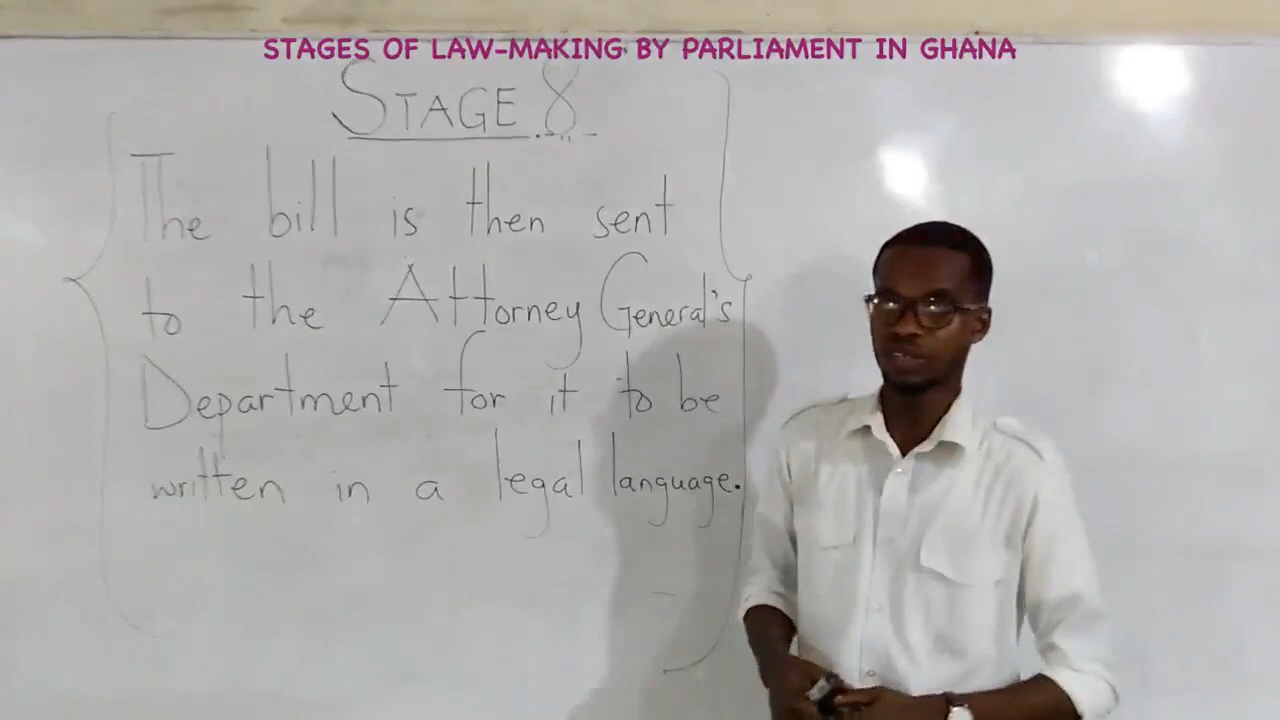 STAGES OF LAW-MAKING BY PARLIAMENT IN GHANA
STAGE 8
The bill is then sent
to the Attorney General's
Department for it to be
written in a legal language.